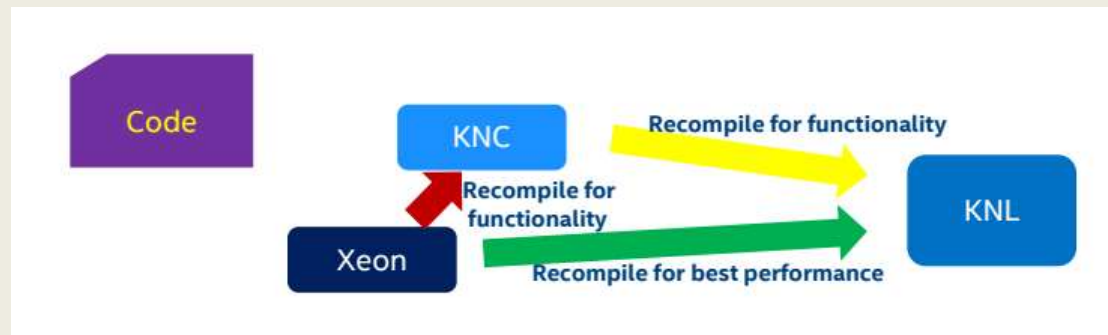 Code
KNC
Recompile for functionality
Recompile for
functionality
KNL
Xeon
Recompile for best performance